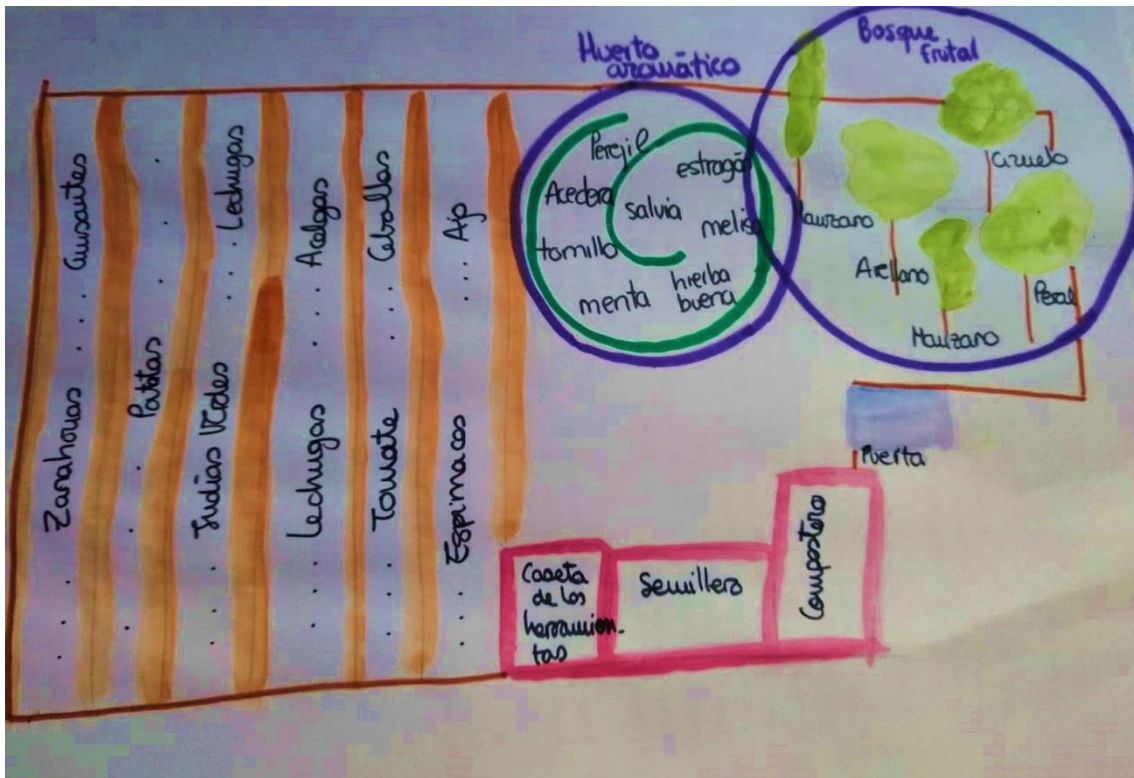 Huerto
aromático
Bosque
frutal
Zanahorias . . Guisantes
. . Patatas . .
. . . Judias Verdes . . . Lechugas
. . . Lechugas . . . Acelgas
. . . Tomate . . . Cebollas
. . . Espinacas . . . Ajo
Perejil
estragón
Acedera
salvia
melisa
tomillo
menta
hierba
buena
Manzano
Ciruelo
Avellano
Peral
Manzano
Puerta
Caseta
de las
herramien-
tas
Semillero
Compostero